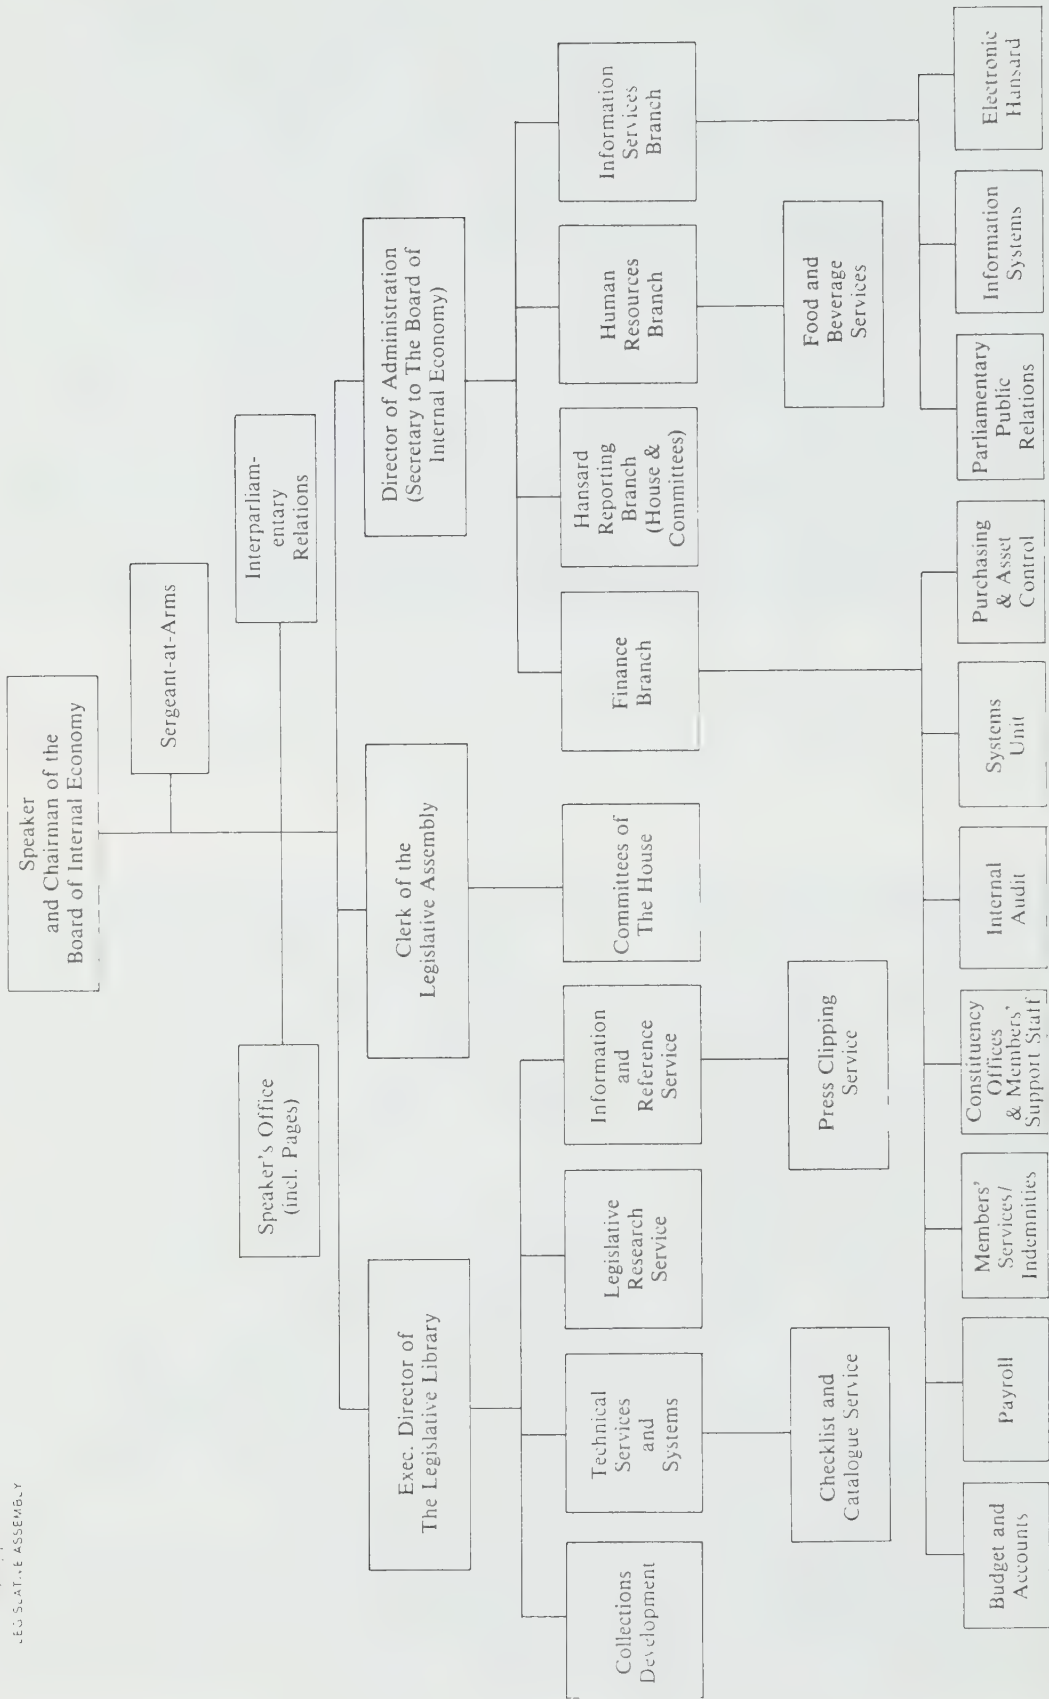 LEGISLATIVE ASSEMBLY
Speaker
and Chairman of the
Board of Internal Economy
Sergeant-at-Arms
Speaker's Office
(incl. Pages)
Interparliam-
entary
Relations
Exec. Director of
The Legislative Library
Clerk of the
Legislative Assembly
Director of Administration
(Secretary to The Board of
Internal Economy)
Collections
Development
Technical
Services
and
Systems
Legislative
Research
Service
Information
and
Reference
Service
Committees of
The House
Finance
Branch
Hansard
Reporting
Branch
(House &
Committees)
Human
Resources
Branch
Information
Services
Branch
Checklist and
Catalogue Service
Press Clipping
Service
Food and
Beverage
Services
Budget and
Accounts
Payroll
Members'
Services/
Indemnities
Constituency
Offices
& Members'
Support Staff
Internal
Audit
Systems
Unit
Purchasing
& Asset
Control
Parliamentary
Public
Relations
Information
Systems
Electronic
Hansard